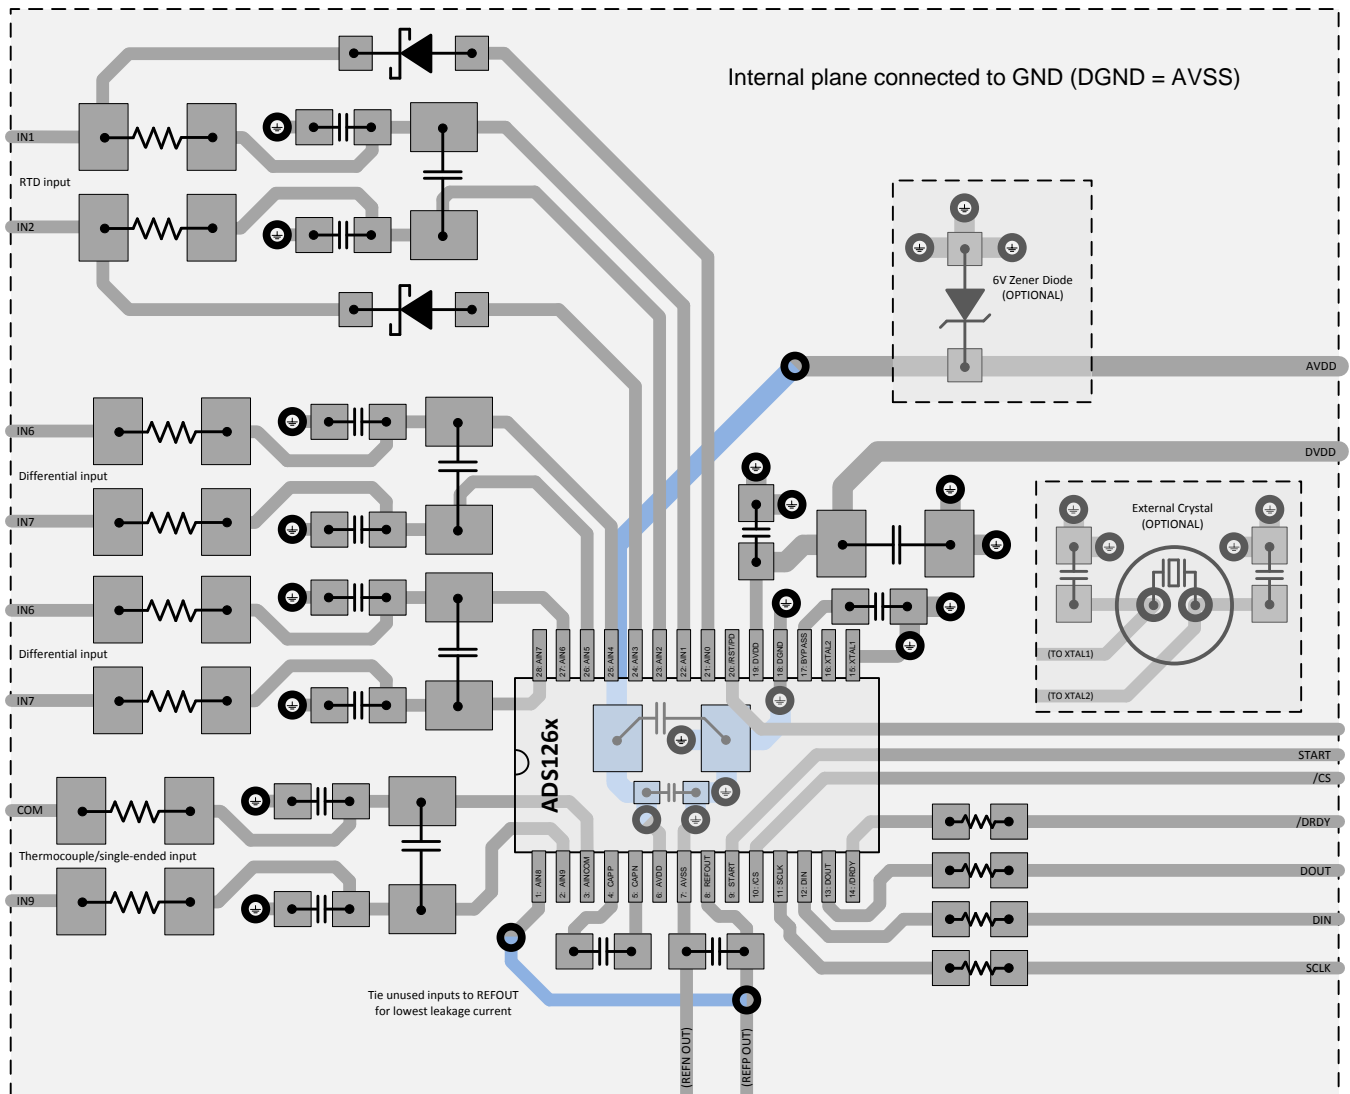 Internal plane connected to GND (DGND = AVSS)
IN1
RTD input
IN2
6V Zener Diode
(OPTIONAL)
AVDD
IN6
Differential input
IN7
DVDD
External Crystal
(OPTIONAL)
(TO XTAL1)
(TO XTAL2)
IN6
Differential input
IN7
28: AIN7
27: AIN6
26: AIN5
25: AIN4
24: AIN3
23: AIN2
22: AIN1
21: AIN0
20: /RST/PD
19: DVDD
18: DGND
17: BYPASS
16: XTAL2
15: XTAL1
ADS126x
START
/CS
/DRDY
DOUT
DIN
SCLK
COM
Thermocouple/single-ended input
IN9
1: AIN8
2: AIN9
3: AINCOM
4: CAPP
5: CAPN
6: AVDD
7: AVSS
8: REFOUT
9: START
10: /CS
11: SCLK
12: DIN
13: DOUT
14: /DRDY
Tie unused inputs to REFOUT
for lowest leakage current
(REFN OUT)
(REFP OUT)